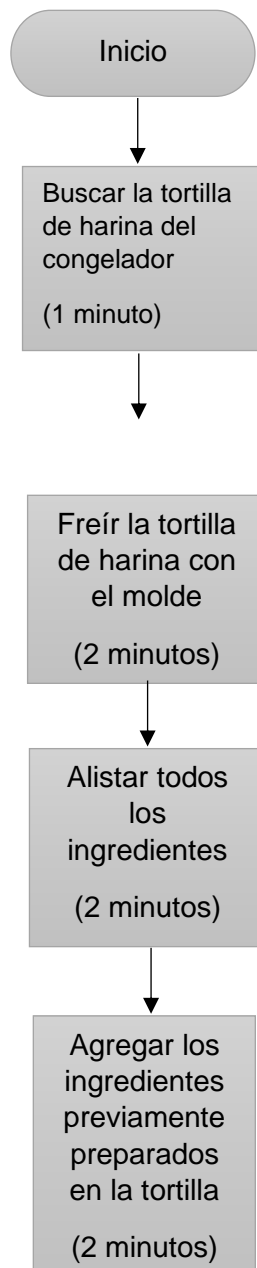 Inicio
Buscar la tortilla
de harina del
congelador
(1 minuto)
Freír la tortilla
de harina con
el molde
(2 minutos)
Alistar todos
los
ingredientes
(2 minutos)
Agregar los
ingredientes
previamente
preparados
en la tortilla
(2 minutos)